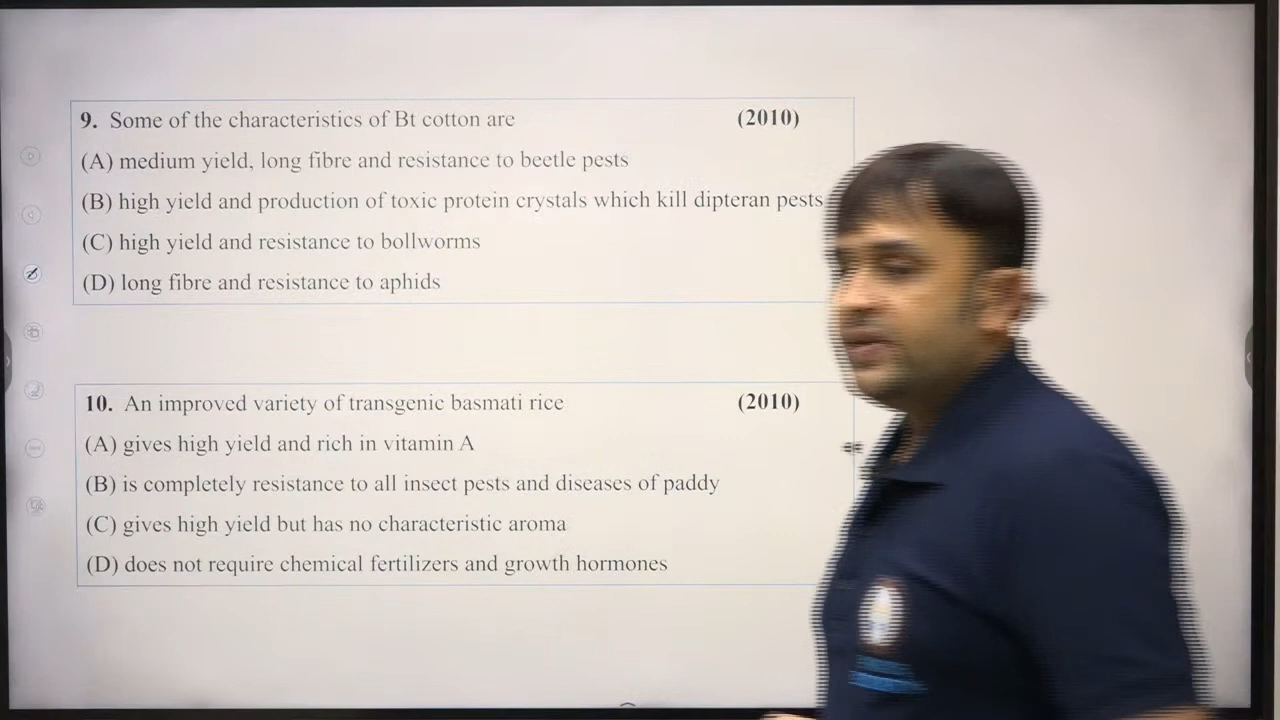 9. Some of the characteristics of Bt cotton are (2010)
(A) medium yield, long fibre and resistance to beetle pests
(B) high yield and production of toxic protein crystals which kill dipteran pests
(C) high yield and resistance to bollworms
(D) long fibre and resistance to aphids
10. An improved variety of transgenic basmati rice (2010)
(A) gives high yield and rich in vitamin A
(B) is completely resistance to all insect pests and diseases of paddy
(C) gives high yield but has no characteristic aroma
(D) does not require chemical fertilizers and growth hormones